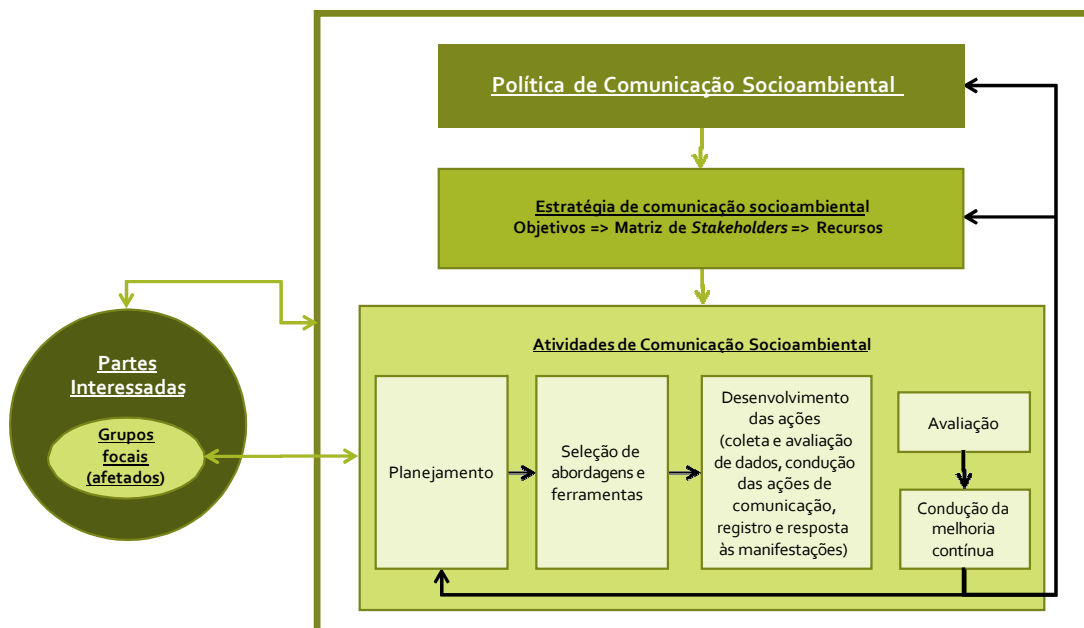 Política de Comunicação Socioambiental
Estratégia de comunicação socioambiental
Objetivos => Matriz de Stakeholders => Recursos
Partes
Interessadas
Grupos
focais
(afetados)
Atividades de Comunicação Socioambiental
Planejamento
Seleção de
abordagens e
ferramentas
Desenvolvimento
das ações
(coleta e avaliação
de dados, condução
das ações de
comunicação,
registro e resposta
às manifestações)
Avaliação
Condução da
melhoria
contínua